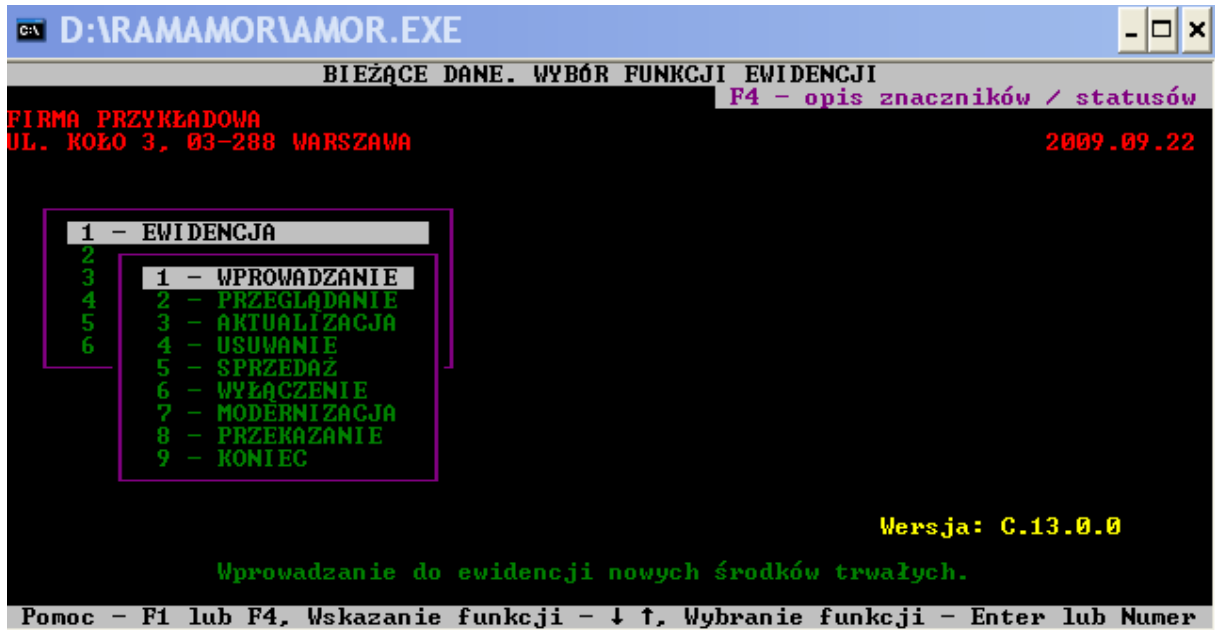 D:\RAMAMOR\AMOR.EXE
BIEŻĄCE DANE. WYBÓR FUNKCJI EWIDENCJI
F4 - opis znaczników / statusów
FIRMA PRZYKŁADOWA
UL. KOŁO 3, 03-288 WARSZAWA 2009.09.22
1 - EWIDENCJA
2
3 1 - WPROWADZANIE
4 2 - PRZEGLĄDANIE
5 3 - AKTUALIZACJA
6 4 - USUWANIE
5 - SPRZEDAŻ
6 - WYŁĄCZENIE
7 - MODERNIZACJA
8 - PRZEKAZANIE
9 - KONIEC
Wersja: C.13.0.0
Wprowadzanie do ewidencji nowych środków trwałych.
Pomoc - F1 lub F4, Wskazanie funkcji - ↓ ↑, Wybranie funkcji - Enter lub Numer